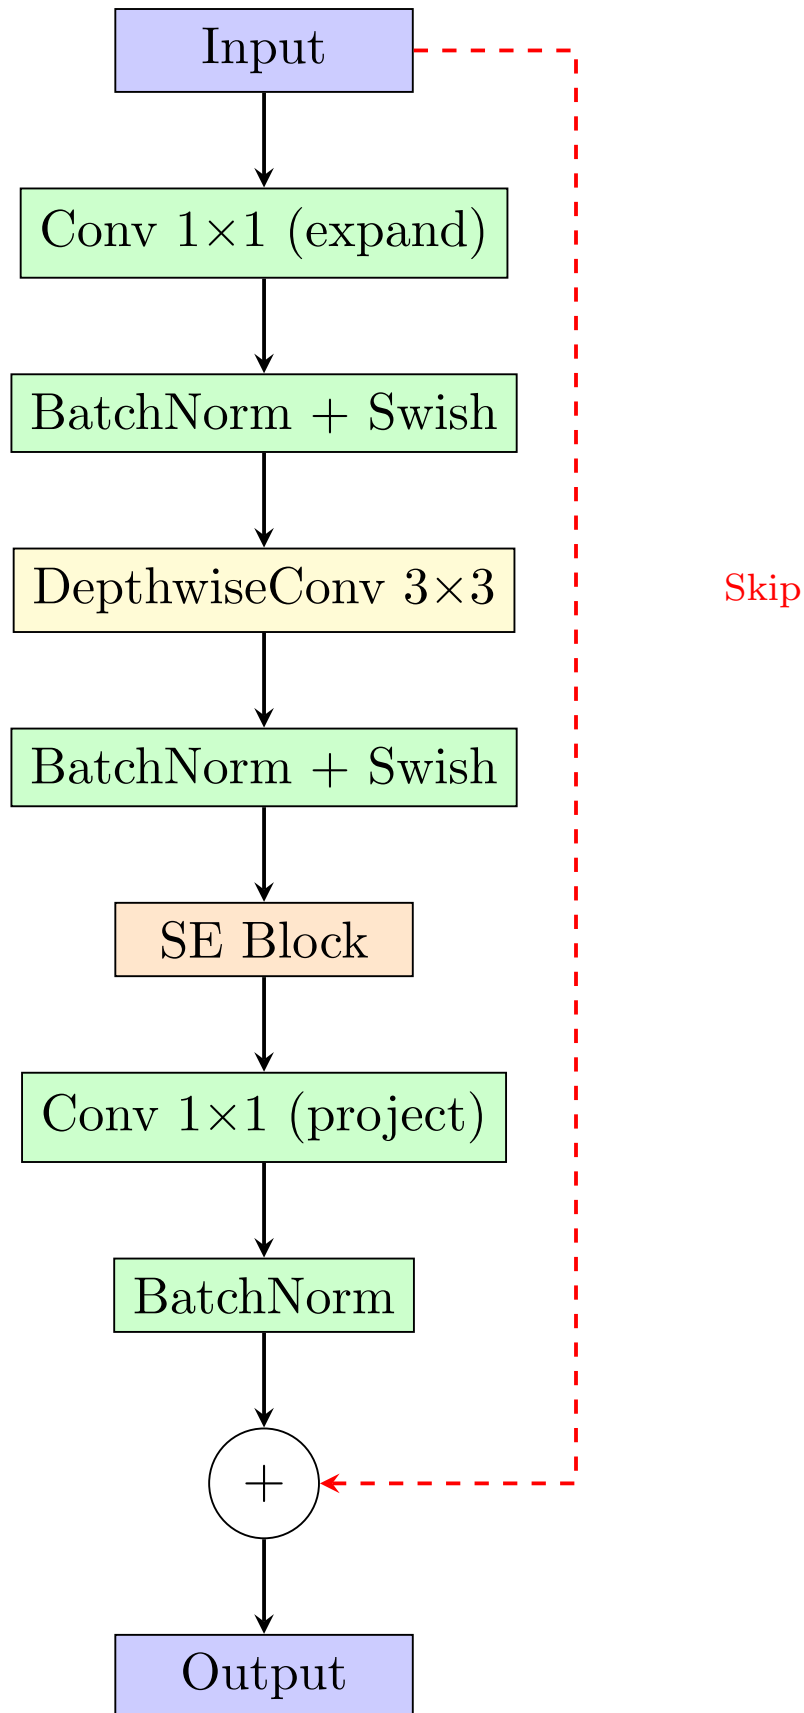 Input
Conv 1×1 (expand)
BatchNorm + Swish
DepthwiseConv 3×3
Skip
BatchNorm + Swish
SE Block
Conv 1×1 (project)
BatchNorm
+
Output